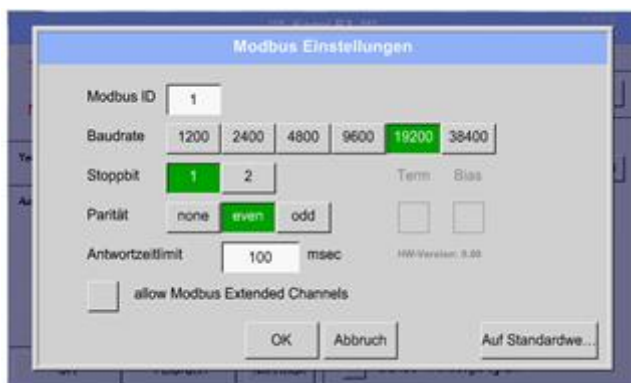 Modbus Einstellungen
Modbus ID 1
Baudrate 1200 2400 4800 9600 19200 38400
Stoppbit 1 2 Term Bias
Parität none even odd
Antwortzeitlimit 100 msec HW-Version: 0.00
allow Modbus Extended Channels
OK Abbruch Auf Standardwe...